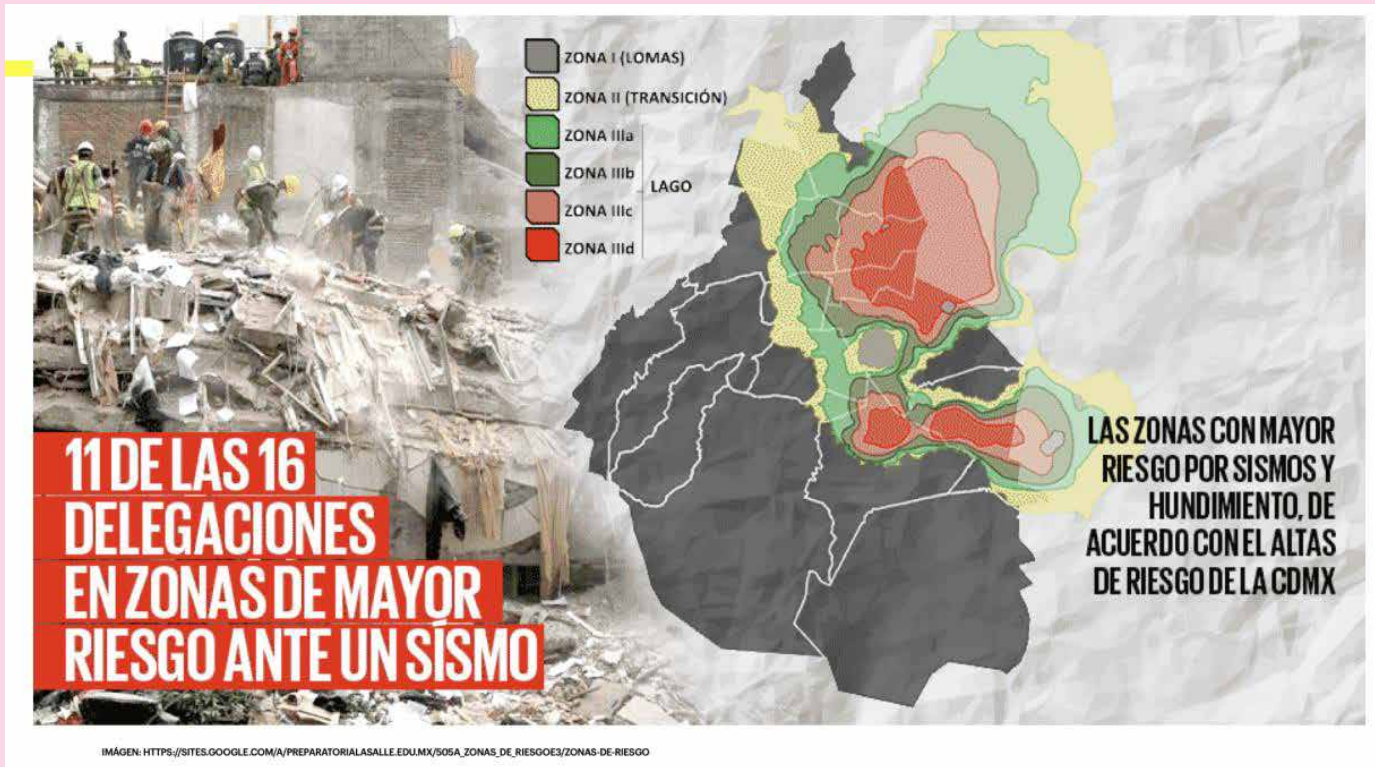 ZONA I (LOMAS)
ZONA II (TRANSICIÓN)
ZONA IIIa
ZONA IIIb
LAGO
ZONA IIIc
ZONA IIId
11 DE LAS 16
DELEGACIONES
EN ZONAS DE MAYOR
RIESGO ANTE UN SÍSMO
LAS ZONAS CON MAYOR
RIESGO POR SISMOS Y
HUNDIMIENTO, DE
ACUERDO CON EL ALTAS
DE RIESGO DE LA CDMX
IMÁGEN: HTTPS://SITES.GOOGLE.COM/A/PREPARATORIALASALLE.EDU.MX/505A_ZONAS_DE_RIESGOE3/ZONAS-DE-RIESGO